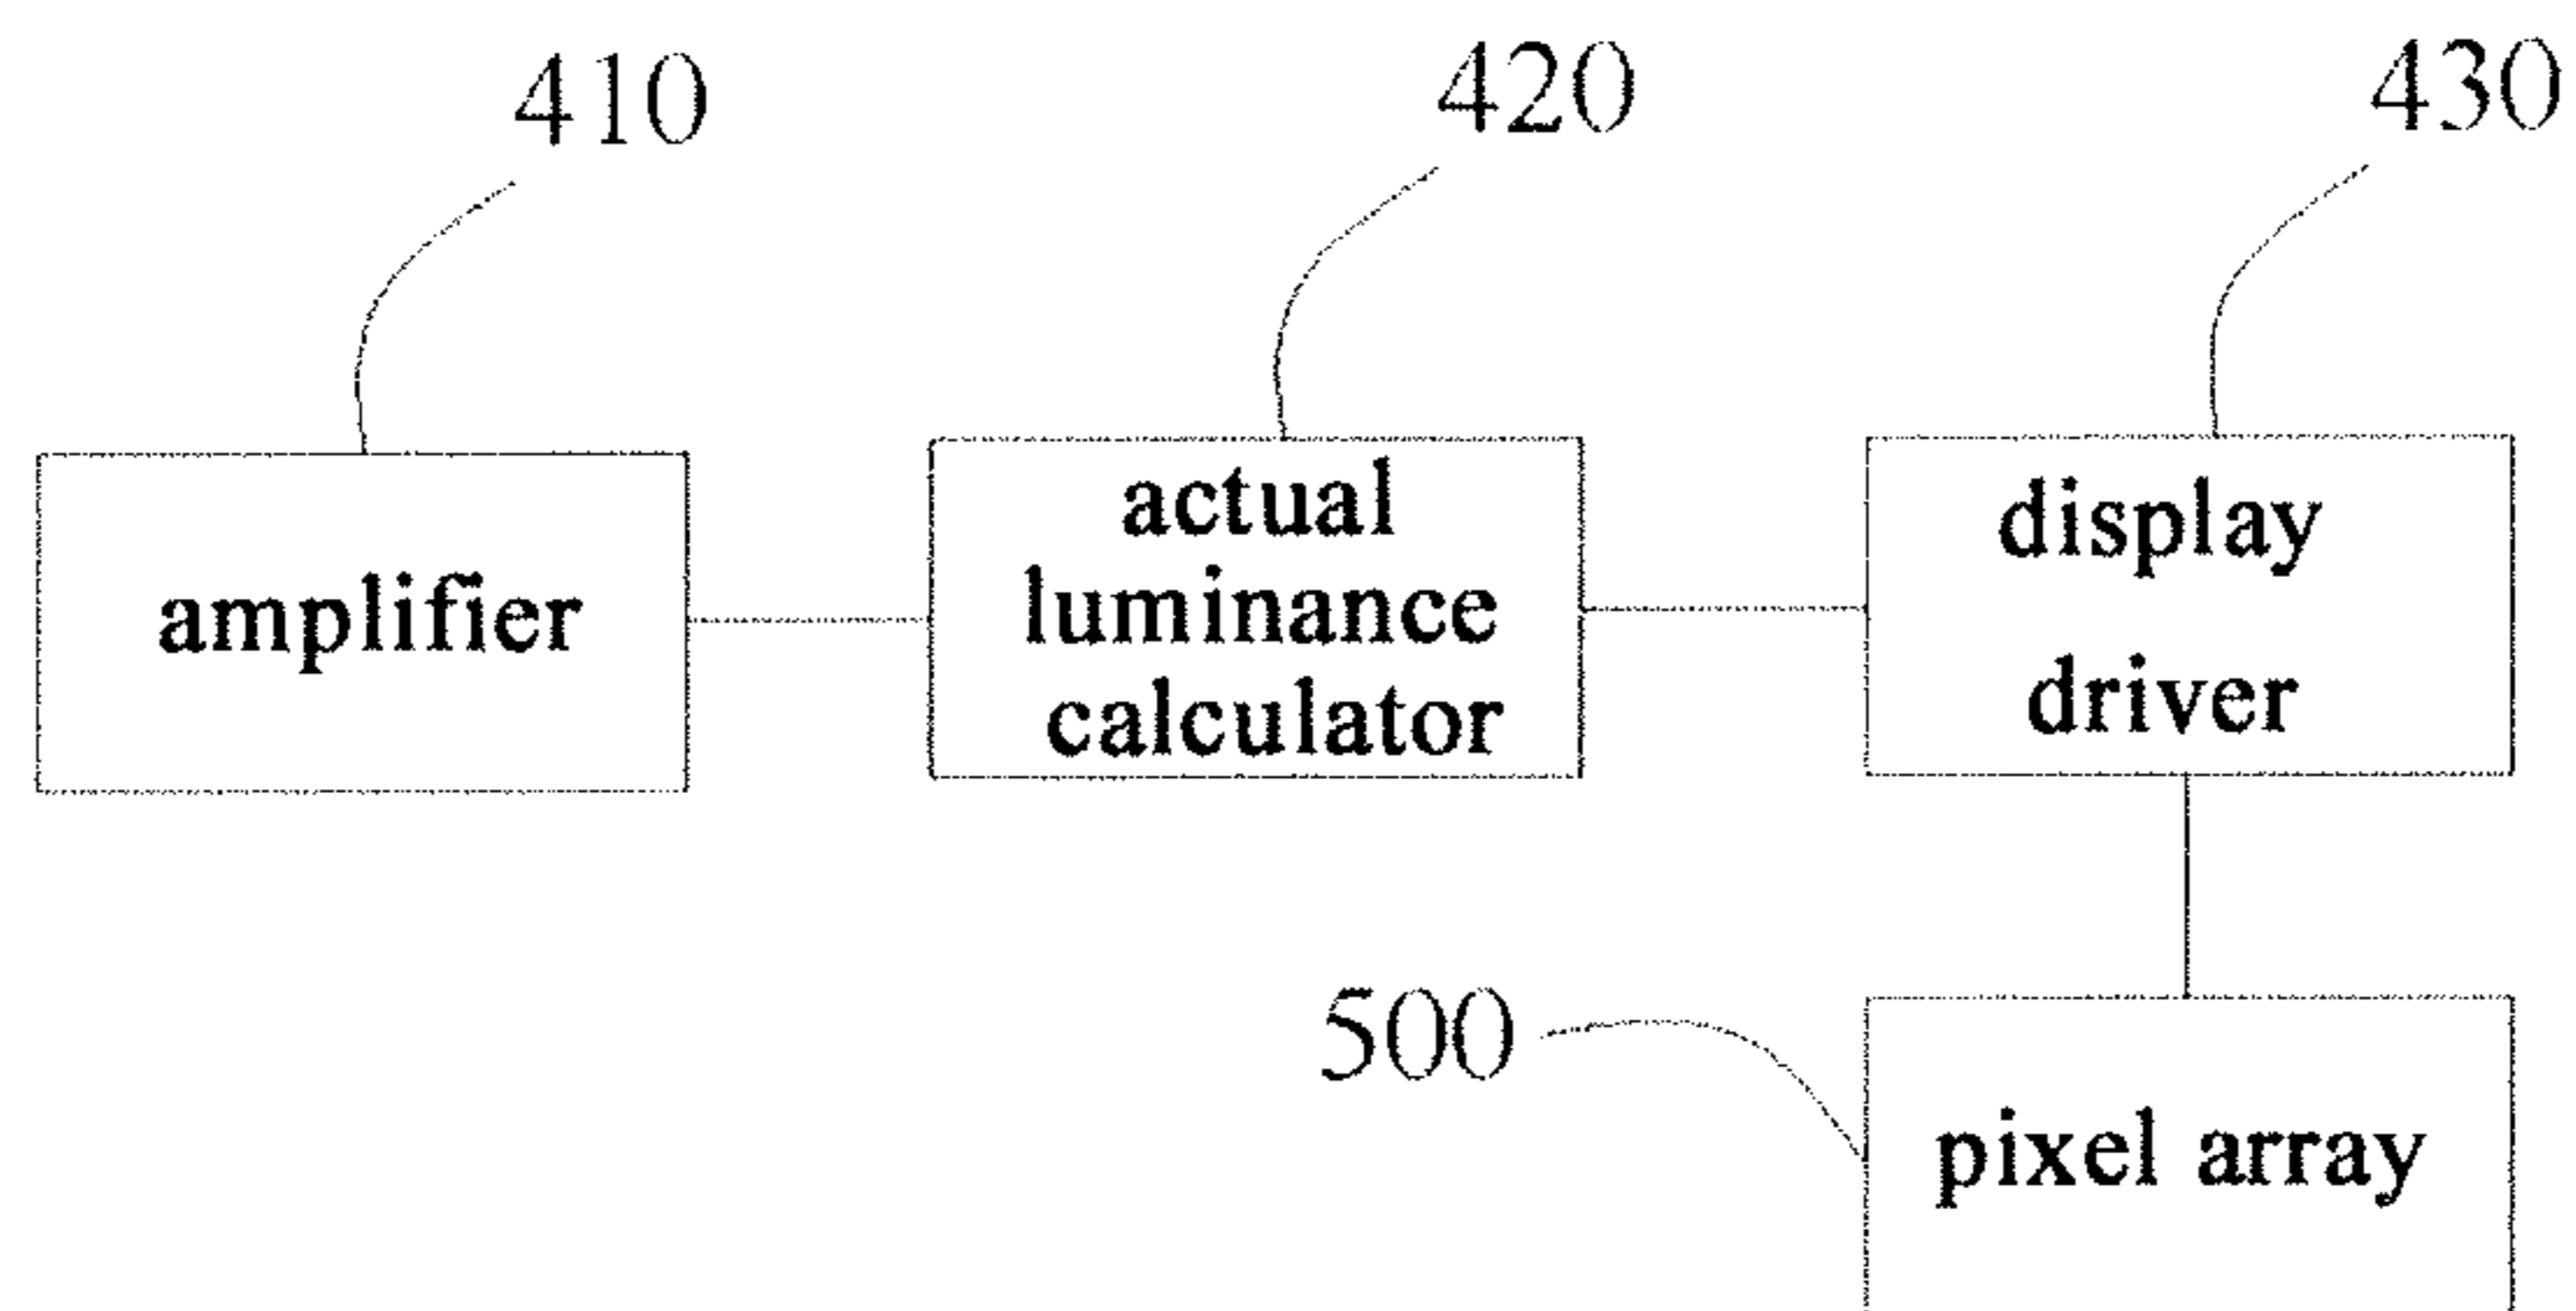 410
420
430
amplifier
actual
luminance
calculator
display
driver
500
pixel array